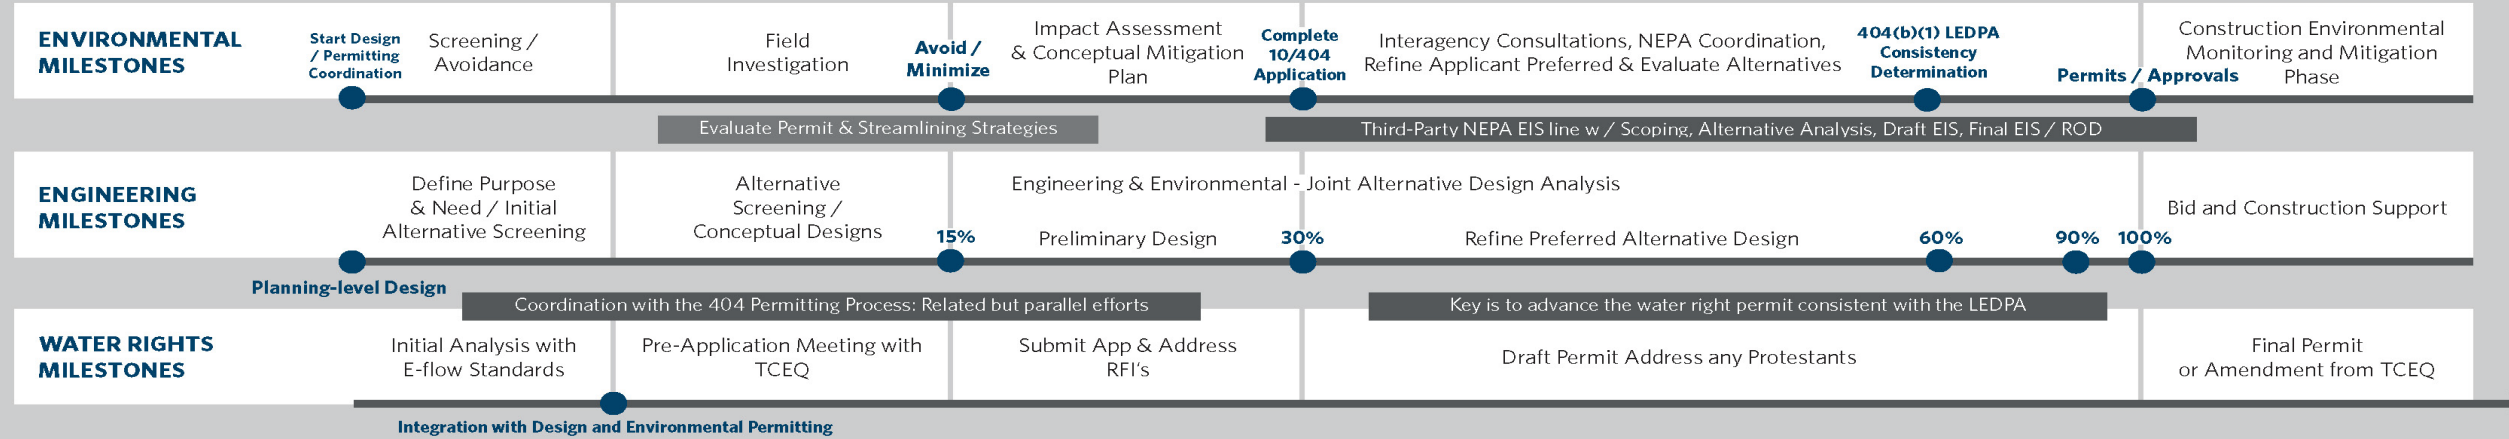 ENVIRONMENTAL
MILESTONES
Start Design
/ Permitting
Coordination
Screening /
Avoidance
Field
Investigation
Avoid /
Minimize
Impact Assessment
& Conceptual Mitigation
Plan
Complete
10/404
Application
Interagency Consultations, NEPA Coordination,
Refine Applicant Preferred & Evaluate Alternatives
404(b)(1) LEDPA
Consistency
Determination
Permits / Approvals
Construction Environmental
Monitoring and Mitigation
Phase
Evaluate Permit & Streamlining Strategies
Third-Party NEPA EIS line w / Scoping, Alternative Analysis, Draft EIS, Final EIS / ROD
ENGINEERING
MILESTONES
Define Purpose
& Need / Initial
Alternative Screening
Alternative
Screening /
Conceptual Designs
15%
Engineering & Environmental - Joint Alternative Design Analysis
Preliminary Design
30%
Refine Preferred Alternative Design
60%
90%
100%
Bid and Construction Support
Planning-level Design
Coordination with the 404 Permitting Process: Related but parallel efforts
Key is to advance the water right permit consistent with the LEDPA
WATER RIGHTS
MILESTONES
Initial Analysis with
E-flow Standards
Pre-Application Meeting with
TCEQ
Submit App & Address
RFI's
Draft Permit Address any Protestants
Final Permit
or Amendment from TCEQ
Integration with Design and Environmental Permitting